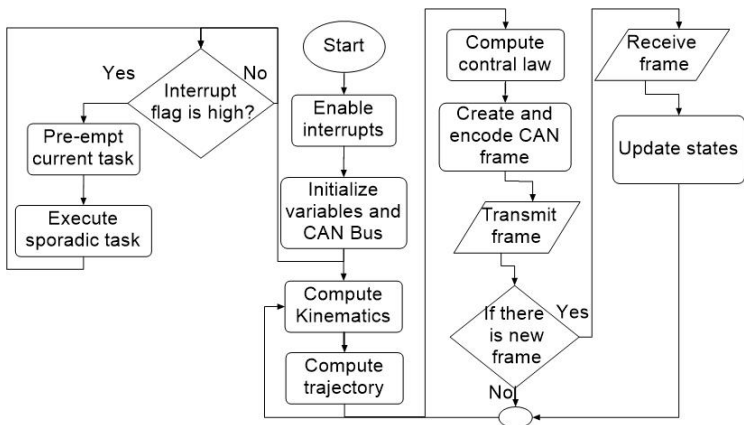 Start
Enable
interrupts
Initialize
variables and
CAN Bus
Yes
No
Interrupt
flag is high?
Pre-empt
current task
Execute
sporadic task
Compute
Kinematics
Compute
trajectory
Compute
contral law
Create and
encode CAN
frame
Transmit
frame
If there
is new
frame
Yes
No
Receive
frame
Update states